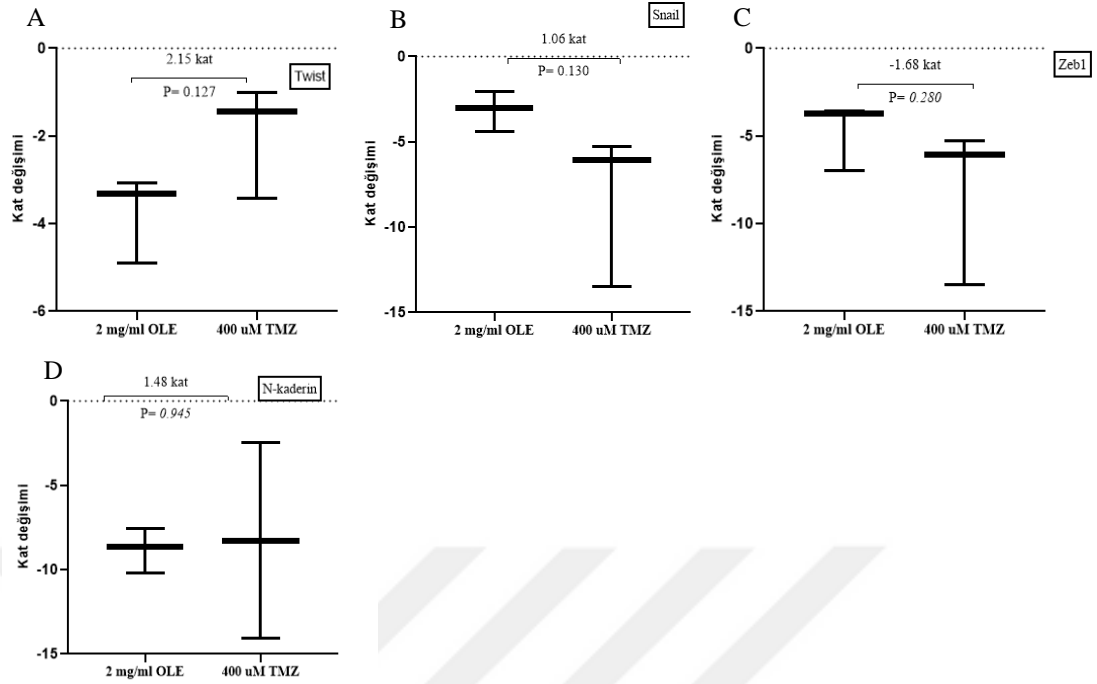 A
0
-2
-4
-6
Kat değişimi
2.15 kat
P= 0.127
Twist
2 mg/ml OLE
400 uM TMZ
B
0
-5
-10
-15
Kat değişimi
1.06 kat
P= 0.130
Snail
2 mg/ml OLE
400 uM TMZ
C
0
-5
-10
-15
Kat değişimi
-1.68 kat
P= 0.280
Zeb1
2 mg/ml OLE
400 uM TMZ
D
0
-5
-10
-15
Kat değişimi
1.48 kat
P= 0.945
N-kaderin
2 mg/ml OLE
400 uM TMZ